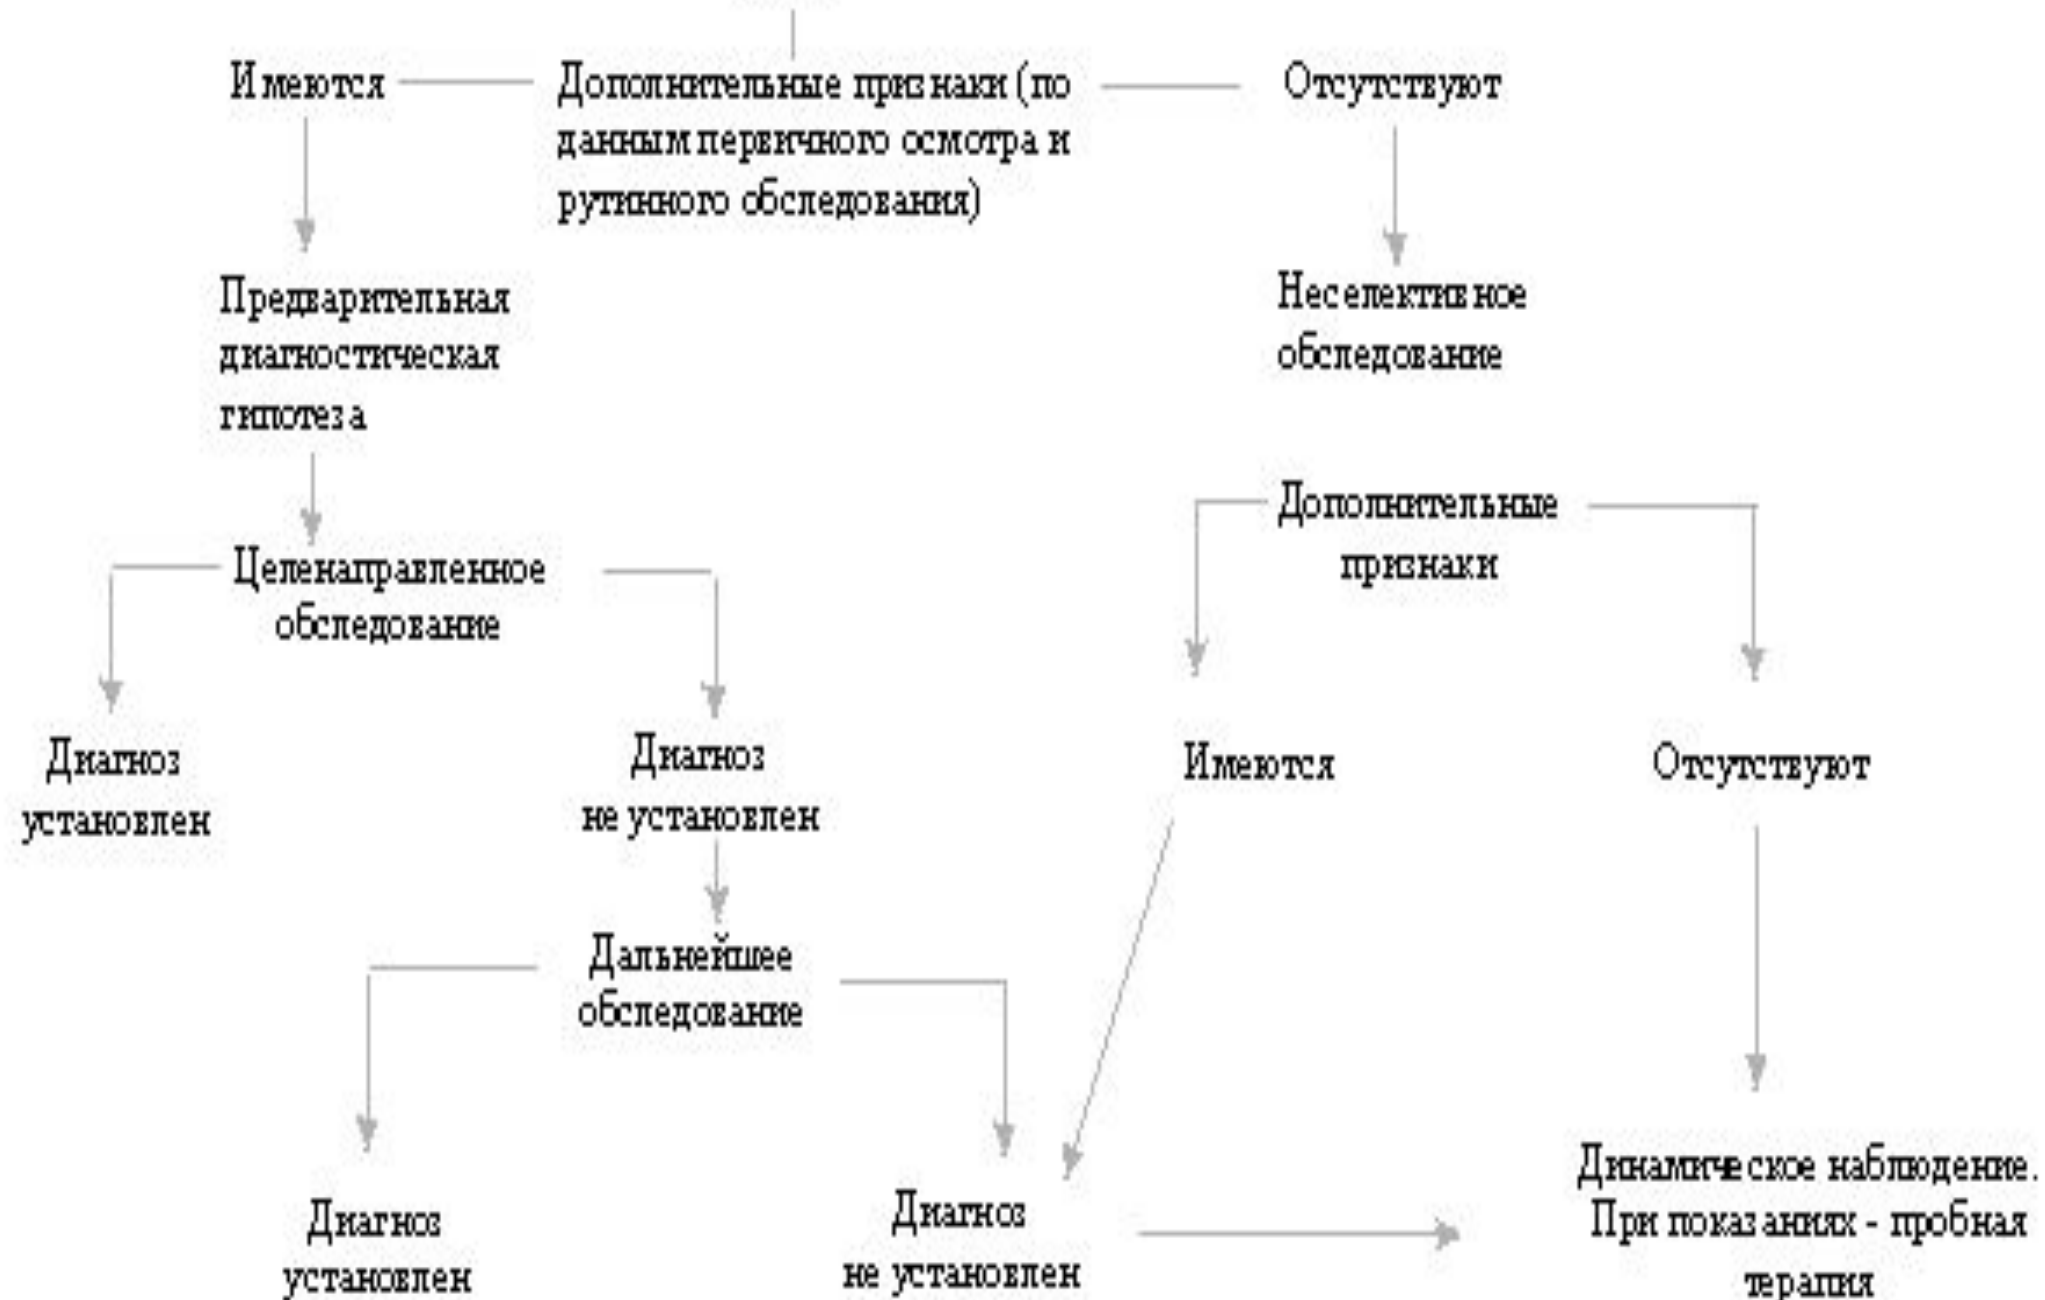 Имеются
Дополнительные признаки (по
данным первичного осмотра и
рутинного обследования)
Отсутствуют
Предварительная
диагностическая
гипотеза
Неселективное
обследование
Дополнительные
признаки
Целенаправленное
обследование
Диагноз
установлен
Диагноз
не установлен
Имеются
Отсутствуют
Дальнейшее
обследование
Диагноз
установлен
Диагноз
не установлен
Динамическое наблюдение.
При показаниях - пробная
терапия